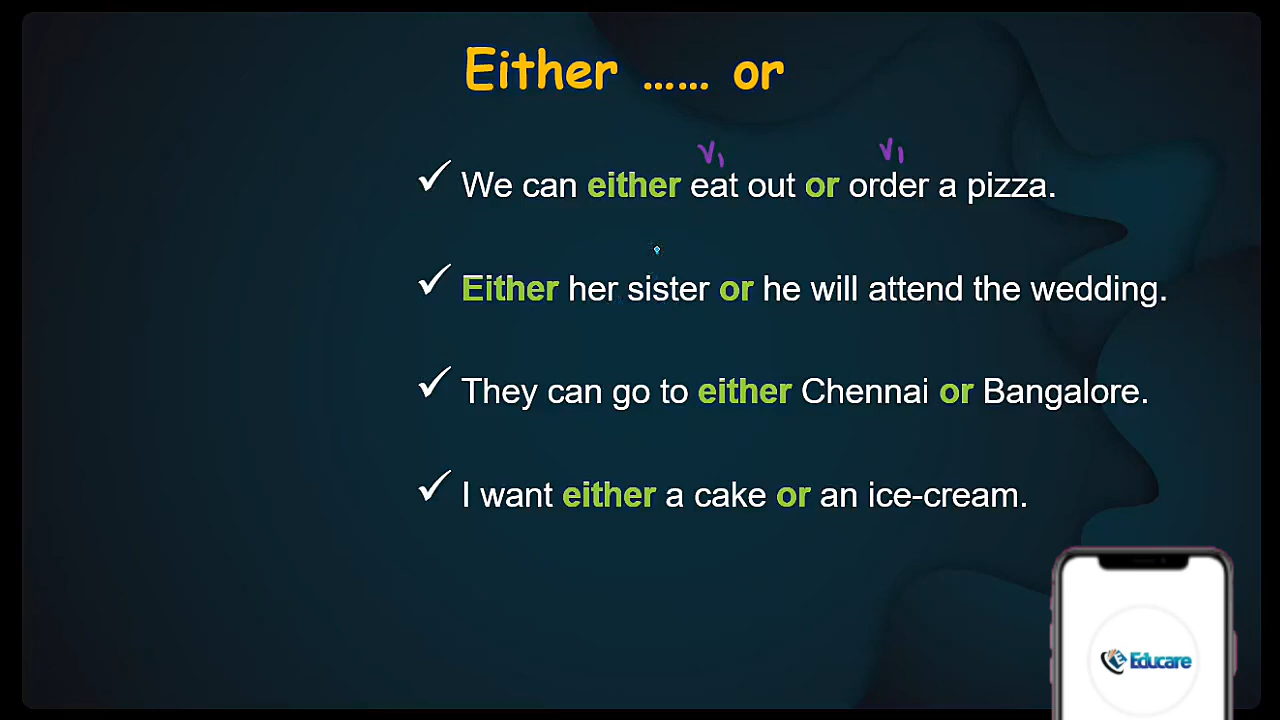 Either ...... or
V1 V1
✓ We can either eat out or order a pizza.
✓ Either her sister or he will attend the wedding.
✓ They can go to either Chennai or Bangalore.
✓ I want either a cake or an ice-cream.
Educare